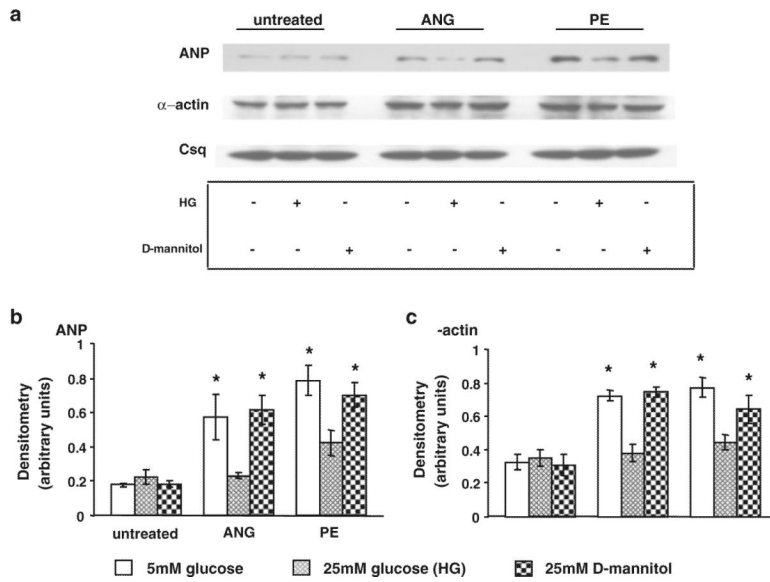 a
untreated ANG PE
ANP
α–actin
Csq
HG - + - - + - - + -
D-mannitol - - + - - + - - +
b
ANP
Densitometry
(arbitrary units)
1
0.8
0.6
0.4
0.2
0
* * * *
untreated ANG PE
c
-actin
Densitometry
(arbitrary units)
1
0.8
0.6
0.4
0.2
0
* * * *
5mM glucose 25mM glucose (HG) 25mM D-mannitol